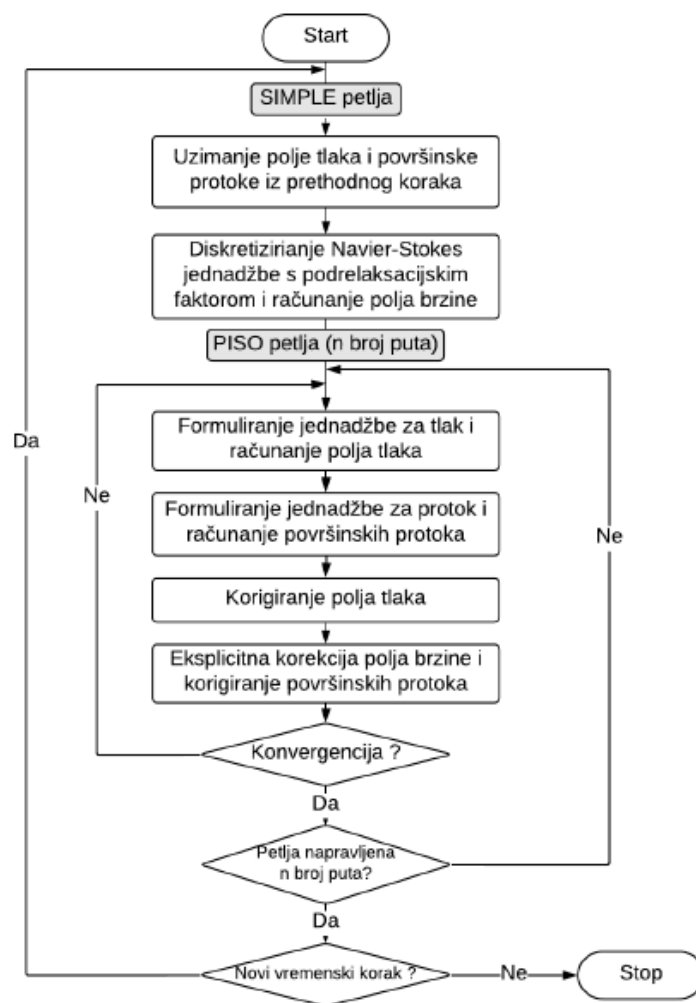 Start
SIMPLE petlja
Uzimanje polje tlaka i površinske
protoke iz prethodnog koraka
Diskretizirianje Navier-Stokes
jednadžbe s podrelaksacijskim
faktorom i računanje polja brzine
PISO petlja (n broj puta)
Formuliranje jednadžbe za tlak i
računanje polja tlaka
Da
Ne
Formuliranje jednadžbe za protok i
računanje površinskih protoka
Ne
Korigiranje polja tlaka
Eksplicitna korekcija polja brzine i
korigiranje površinskih protoka
Konvergencija ?
Da
Petlja napravljena
n broj puta?
Da
Novi vremenski korak ?
Ne
Stop